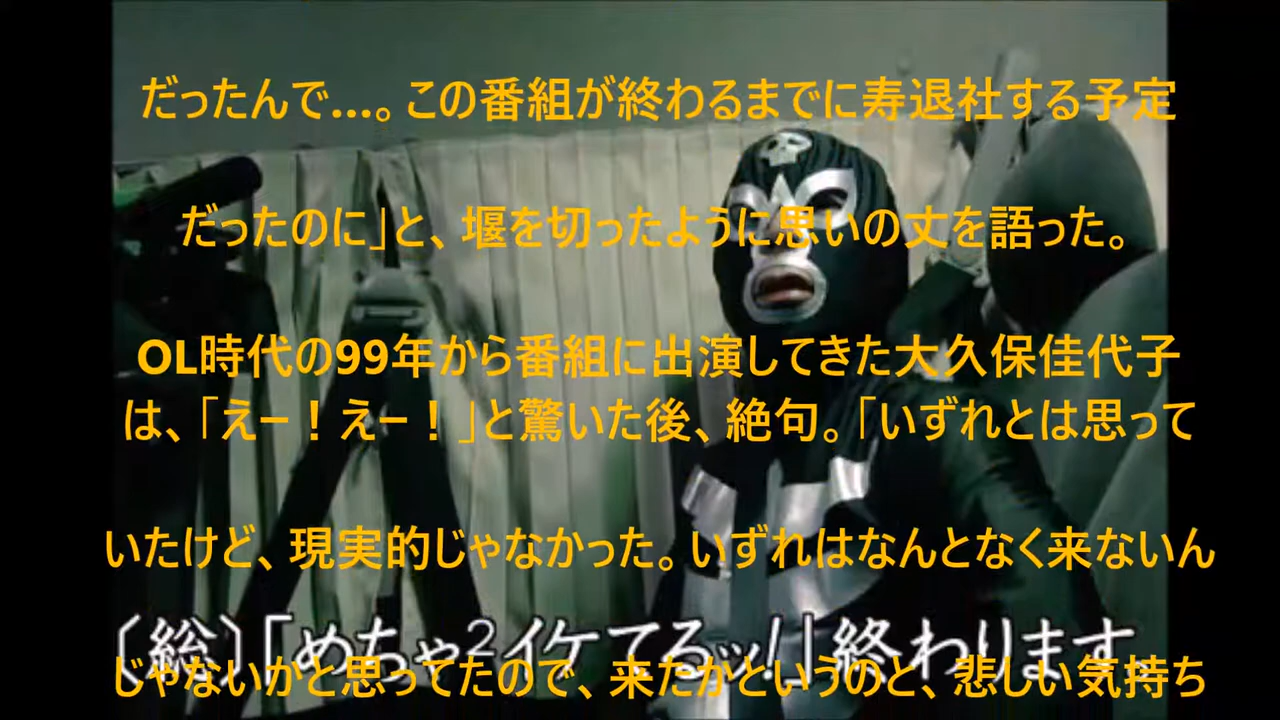 だったんで…。この番組が終わるまでに寿退社する予定
だったのに」と、堰を切ったように思いの丈を語った。
OL時代の99年から番組に出演してきた大久保佳代子
は、「えー！えー！」と驚いた後、絶句。「いずれとは思って
いたけど、現実的じゃなかった。いずれはなんとなく来ないん
〔総〕「めちゃ²イケてるッ!」終わります。
じゃないかと思ってたので、来たかというのと、悲しい気持ち